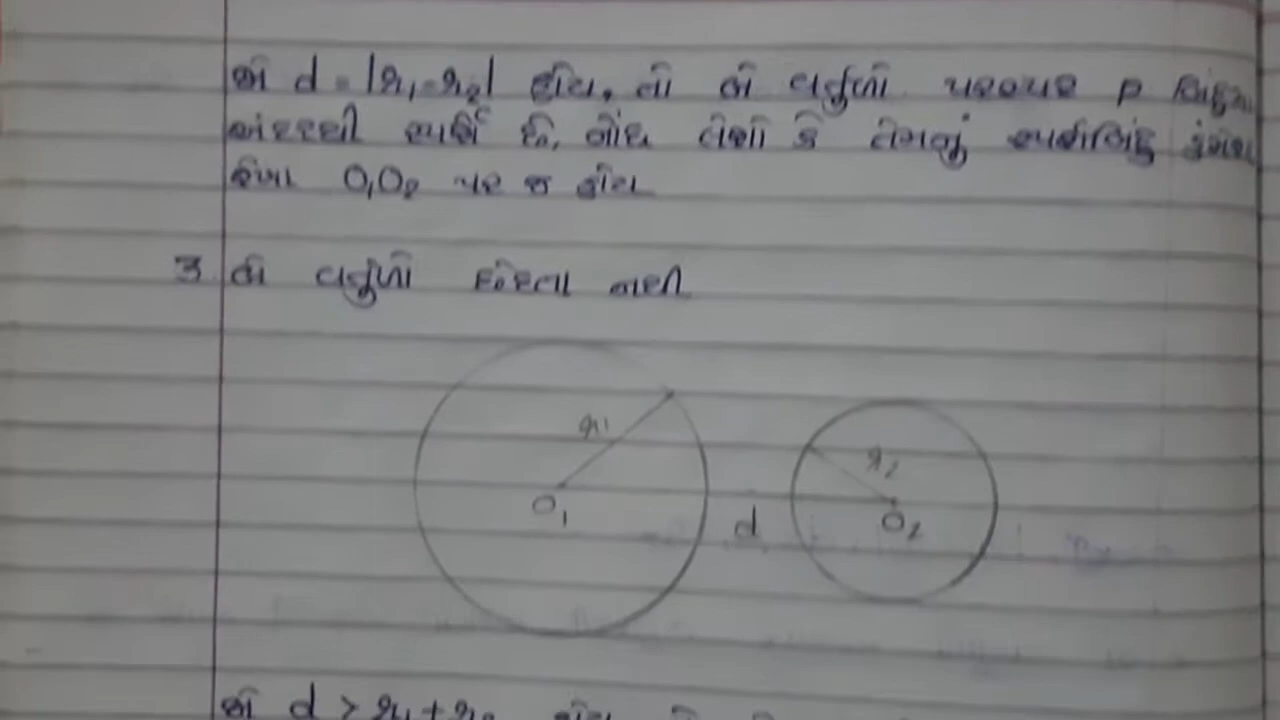 જો d = |r₁-r₂| હોય, તો બે વર્તુળો પરસ્પર P બિંદુમાં
અંદરથી સ્પર્શે છે, નોંધ લેશો કે તેમનું સ્પર્શબિંદુ હંમેશા
રેખા O₁O₂ પર જ હોય
3 બે વર્તુળો છેદતા નથી
r₁
r₂
O₁
d
O₂
જો d > r₁ + r₂ હોય